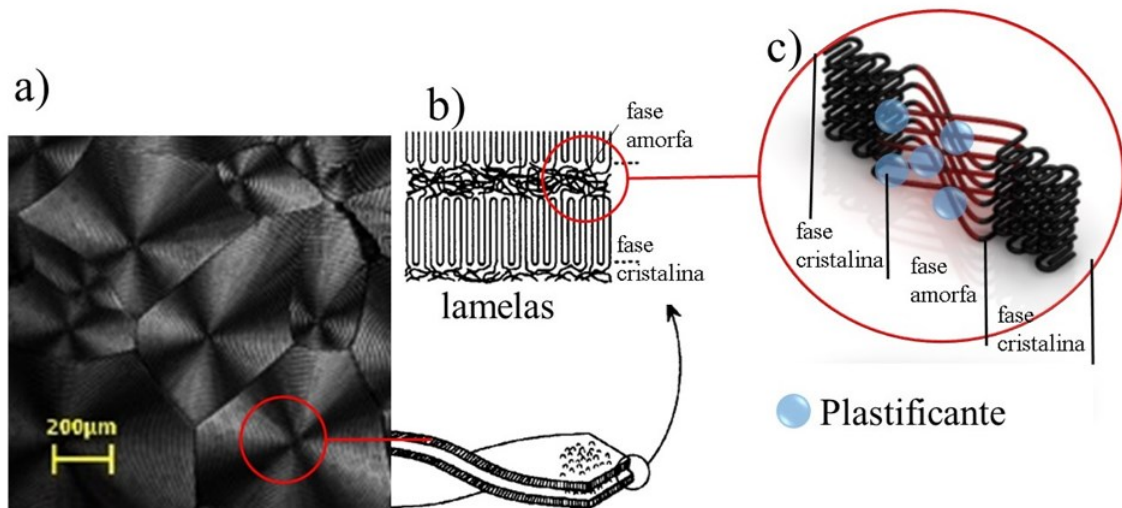 a)
200µm
b)
fase
amorfa
fase
cristalina
lamelas
c)
fase
cristalina
fase
amorfa
fase
cristalina
Plastificante